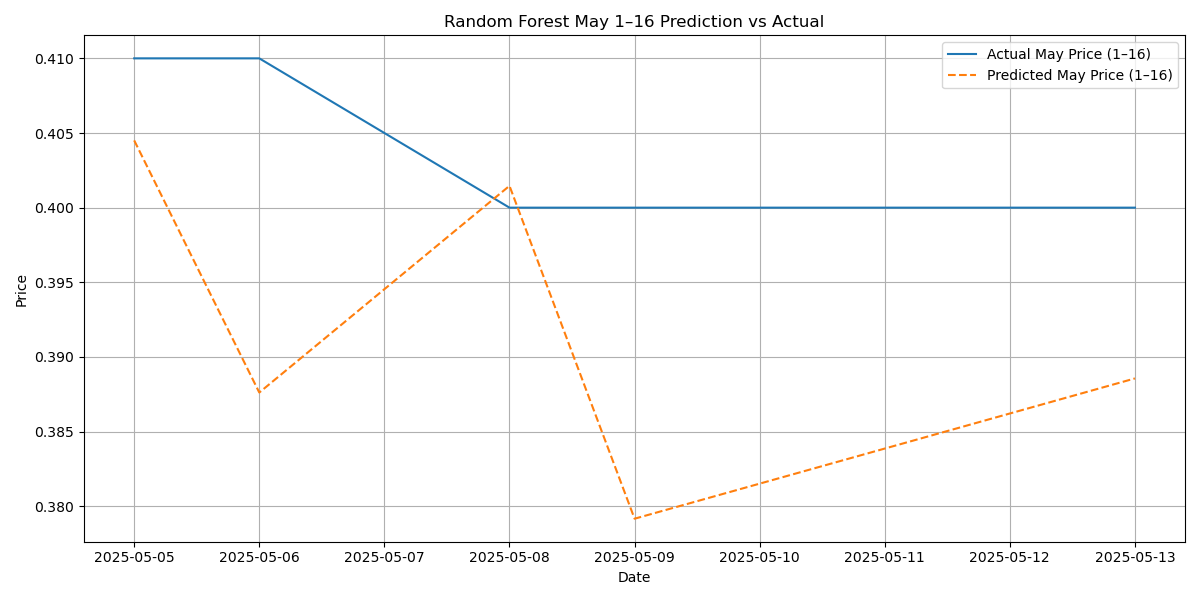 Random Forest May 1–16 Prediction vs Actual
Actual May Price (1–16)
Predicted May Price (1–16)
0.410
0.405
0.400
0.395
0.390
0.385
0.380
Price
2025-05-05 2025-05-06 2025-05-07 2025-05-08 2025-05-09 2025-05-10 2025-05-11 2025-05-12 2025-05-13
Date